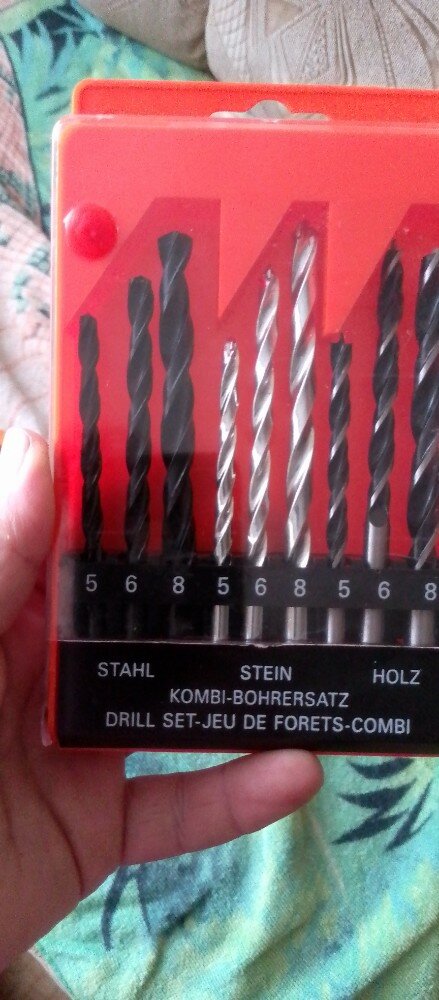 5 6 8 5 6 8 5 6 8
STAHL STEIN HOLZ
KOMBI-BOHRERSATZ
DRILL SET-JEU DE FORETS-COMBI